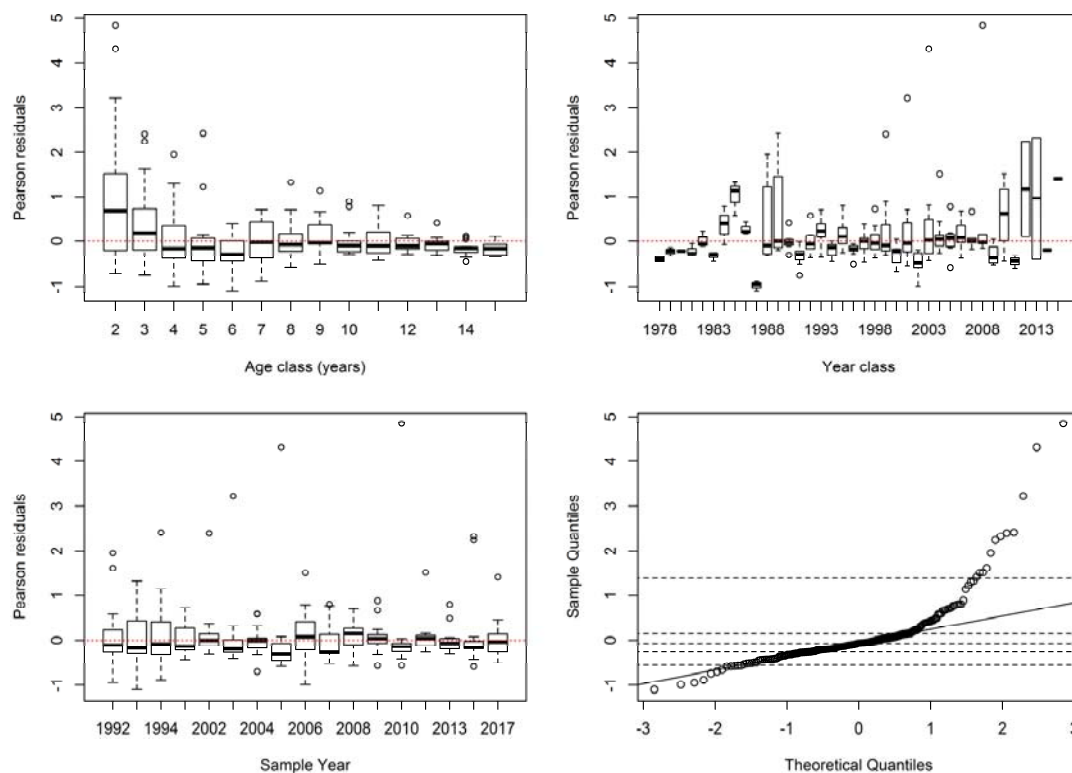 Pearson residuals
5
4
3
2
1
0
-1
2 3 4 5 6 7 8 9 10 12 14
Age class (years)
Pearson residuals
5
4
3
2
1
0
-1
1978 1983 1988 1993 1998 2003 2008 2013
Year class
Pearson residuals
5
4
3
2
1
0
-1
1992 1994 2002 2004 2006 2008 2010 2013 2017
Sample Year
Sample Quantiles
5
4
3
2
1
0
-1
-3 -2 -1 0 1 2 3
Theoretical Quantiles